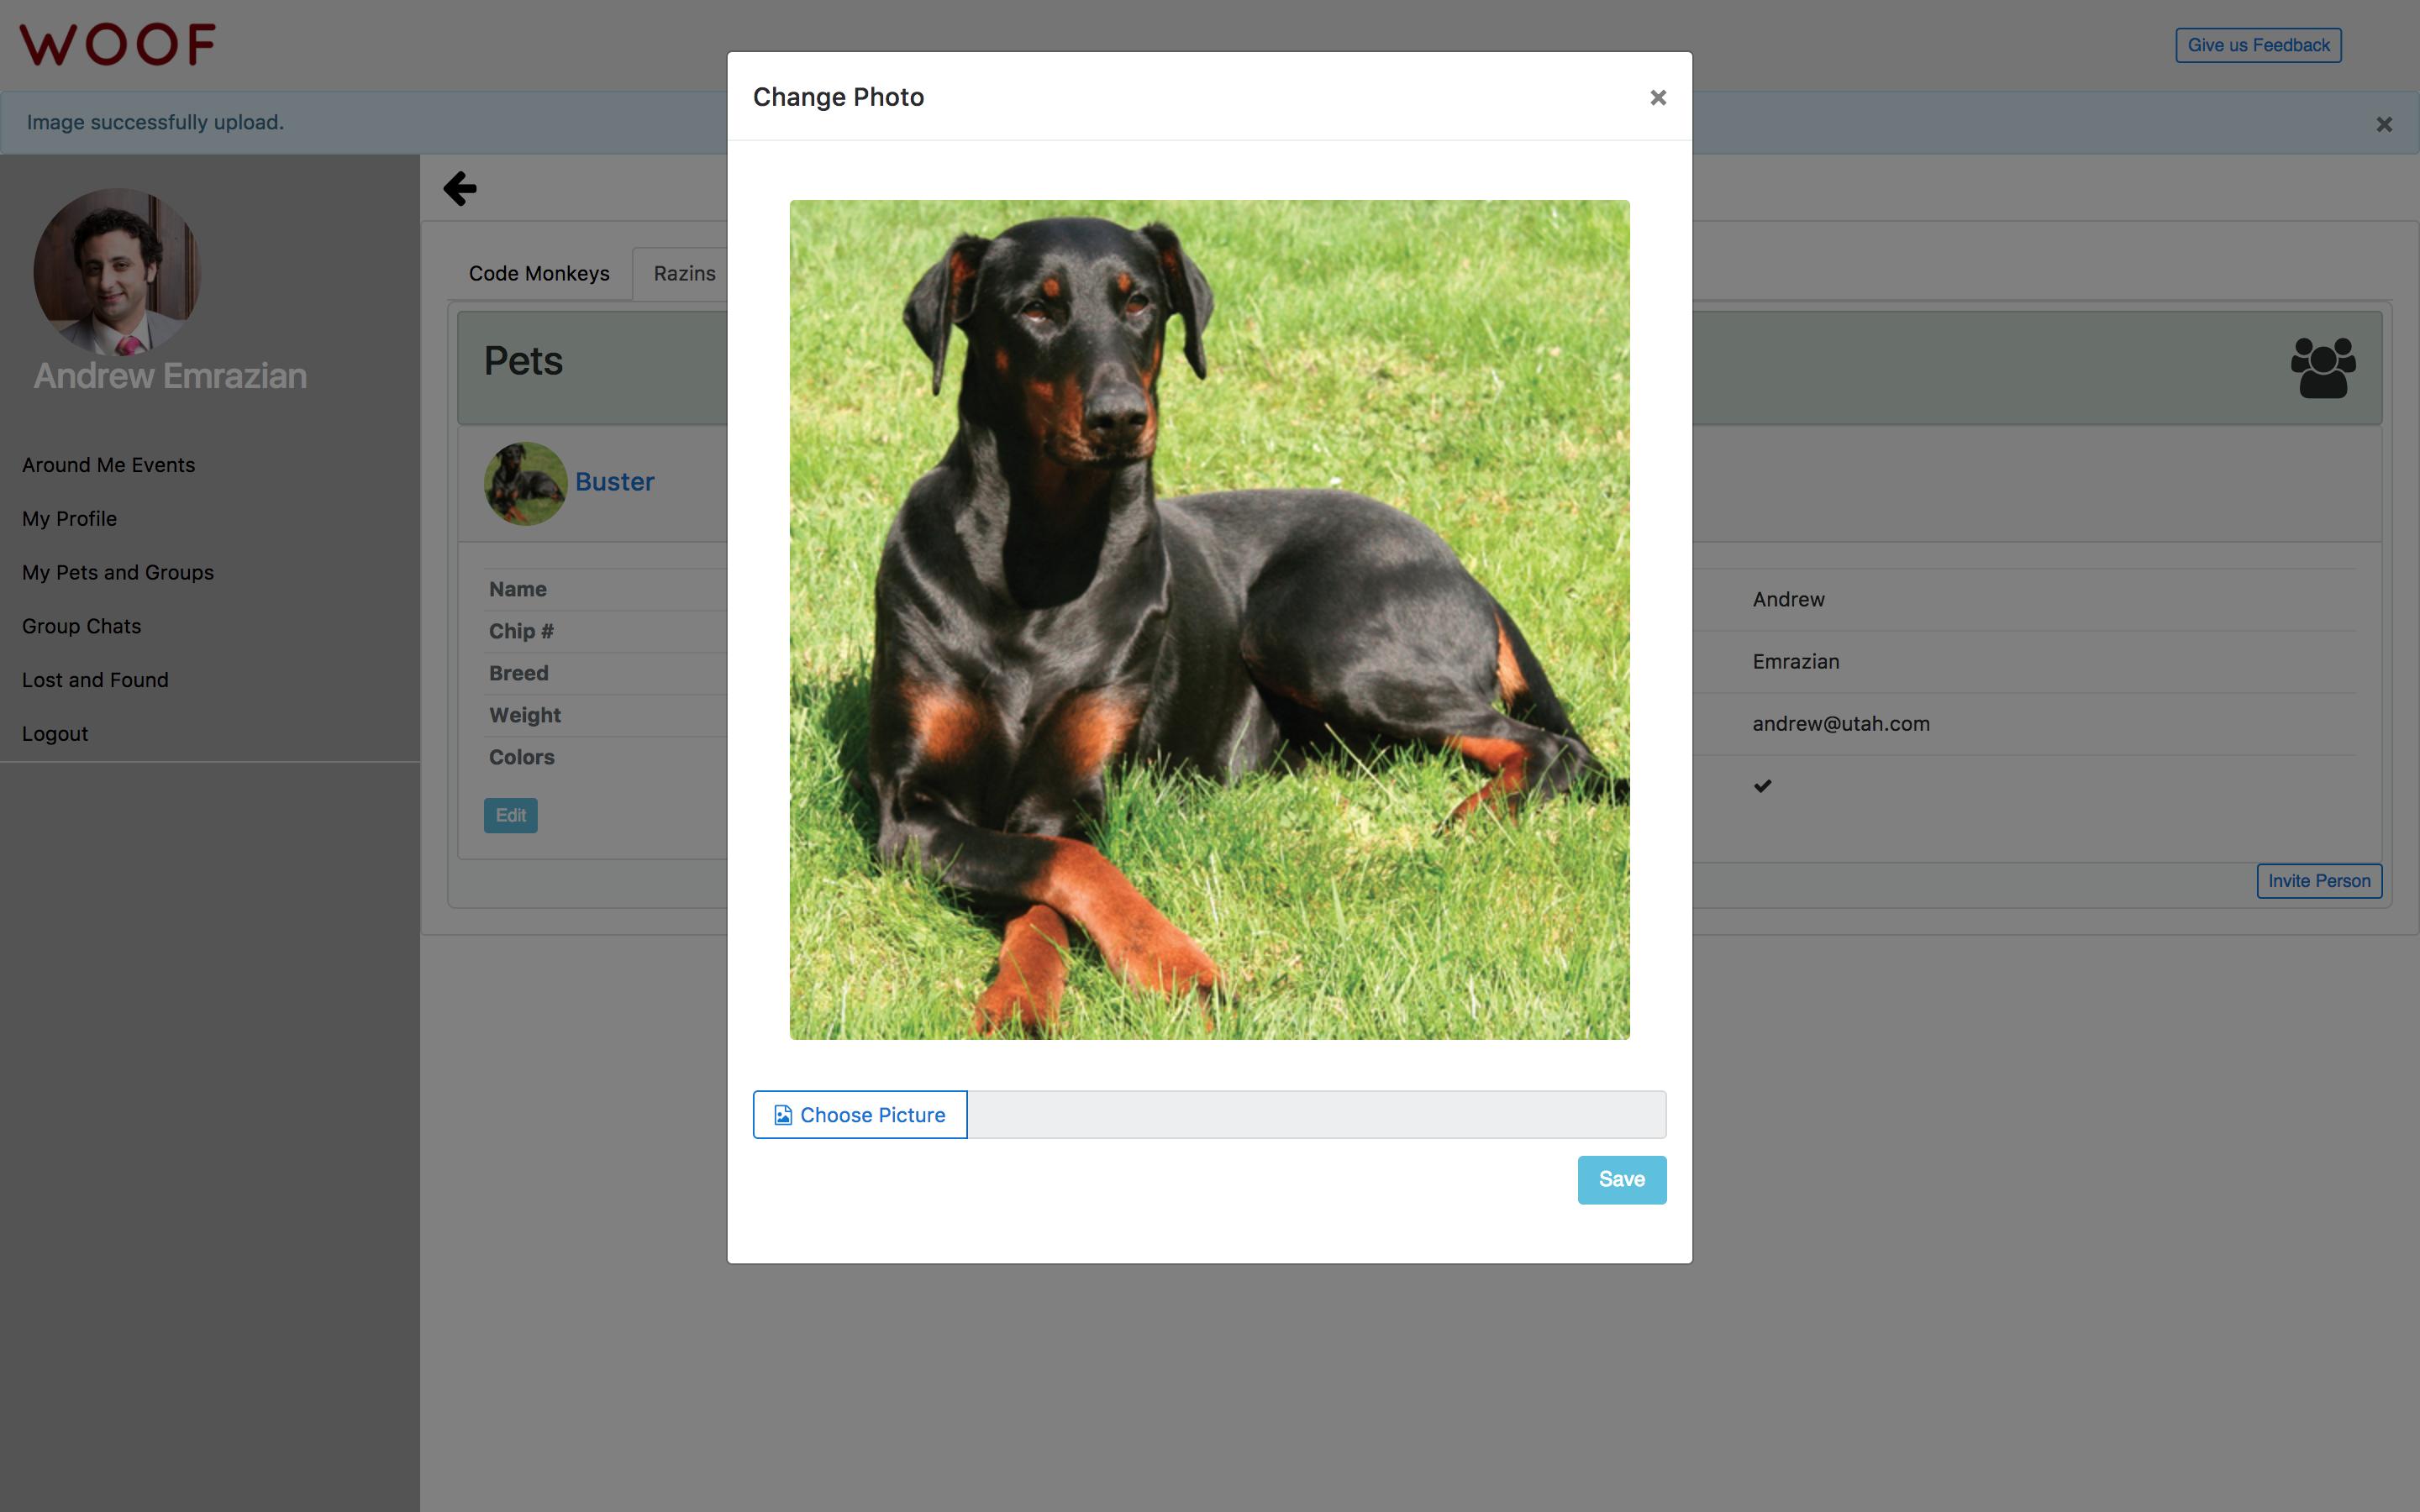 WOOF
Give us Feedback
Image successfully upload.
Change Photo
Andrew Emrazian
Around Me Events
My Profile
My Pets and Groups
Group Chats
Lost and Found
Logout
Code Monkeys
Razins
Pets
Buster
Name
Chip #
Breed
Weight
Colors
Edit
Andrew
Emrazian
andrew@utah.com
Invite Person
Choose Picture
Save